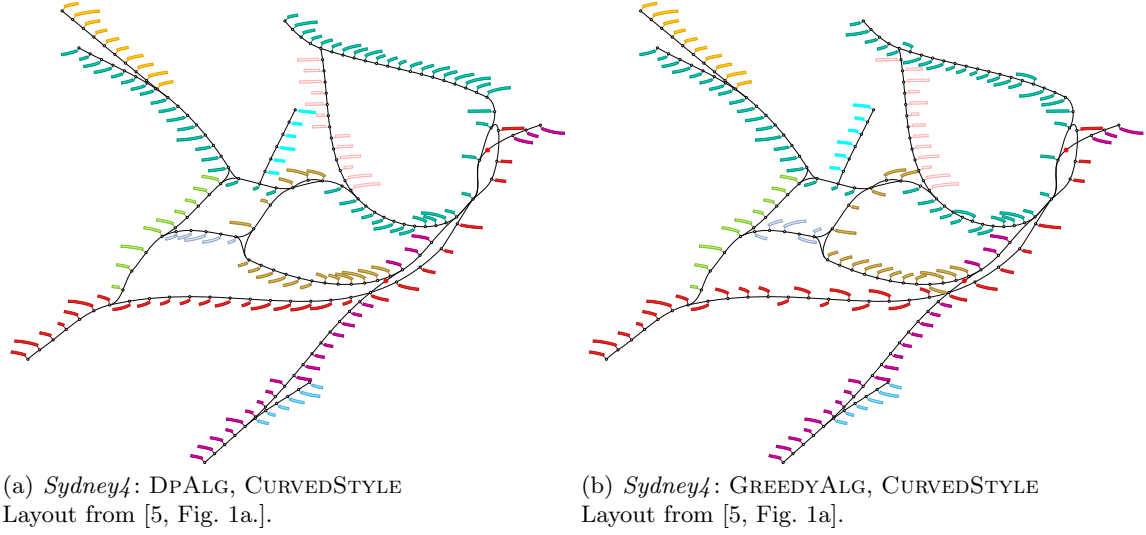 (a) Sydney4: DPALG, CURVEDSTYLE
Layout from [5, Fig. 1a.].
(b) Sydney4: GREEDYALG, CURVEDSTYLE
Layout from [5, Fig. 1a].